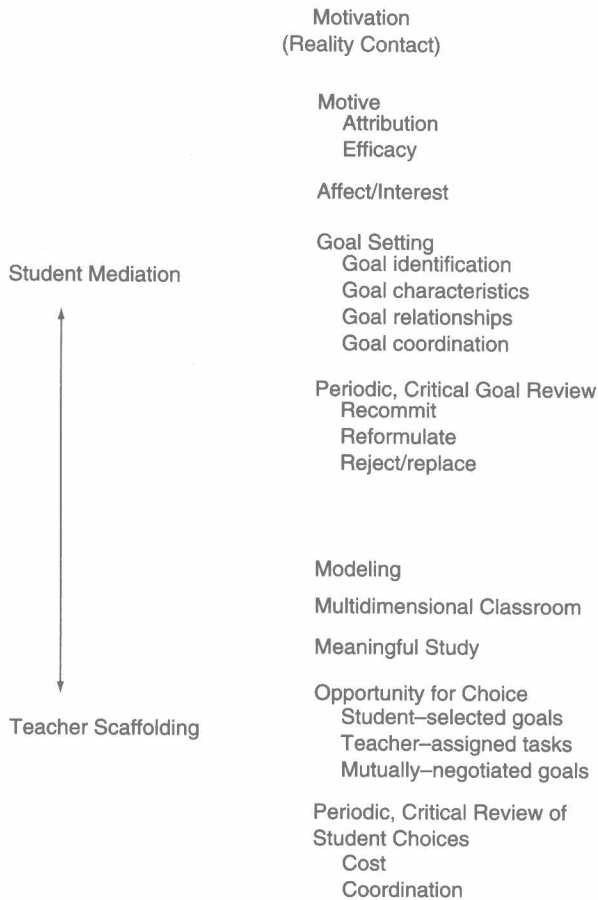 Motivation
(Reality Contact)
Motive
Attribution
Efficacy
Affect/Interest
Goal Setting
Goal identification
Goal characteristics
Goal relationships
Goal coordination
Student Mediation
Periodic, Critical Goal Review
Recommit
Reformulate
Reject/replace
Modeling
Multidimensional Classroom
Meaningful Study
Opportunity for Choice
Student–selected goals
Teacher–assigned tasks
Mutually–negotiated goals
Teacher Scaffolding
Periodic, Critical Review of
Student Choices
Cost
Coordination